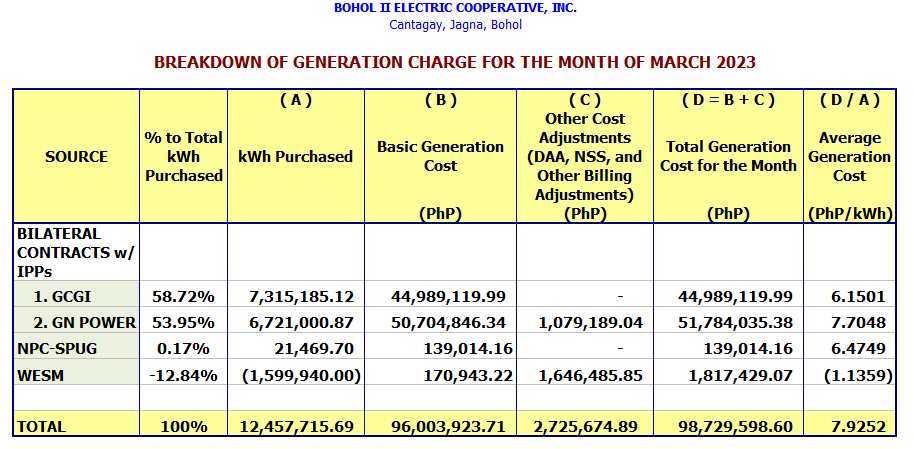 BOHOL II ELECTRIC COOPERATIVE, INC.
Cantagay, Jagna, Bohol
BREAKDOWN OF GENERATION CHARGE FOR THE MONTH OF MARCH 2023
SOURCE
% to Total
kWh
Purchased
( A )
kWh Purchased
( B )
Basic Generation
Cost
(PhP)
( C )
Other Cost
Adjustments
(DAA, NSS, and
Other Billing
Adjustments)
(PhP)
( D = B + C )
Total Generation
Cost for the Month
(PhP)
( D / A )
Average
Generation
Cost
(PhP/kWh)
BILATERAL
CONTRACTS w/
IPPs
1. GCGI 58.72% 7,315,185.12 44,989,119.99 - 44,989,119.99 6.1501
2. GN POWER 53.95% 6,721,000.87 50,704,846.34 1,079,189.04 51,784,035.38 7.7048
NPC-SPUG 0.17% 21,469.70 139,014.16 - 139,014.16 6.4749
WESM -12.84% (1,599,940.00) 170,943.22 1,646,485.85 1,817,429.07 (1.1359)
TOTAL 100% 12,457,715.69 96,003,923.71 2,725,674.89 98,729,598.60 7.9252